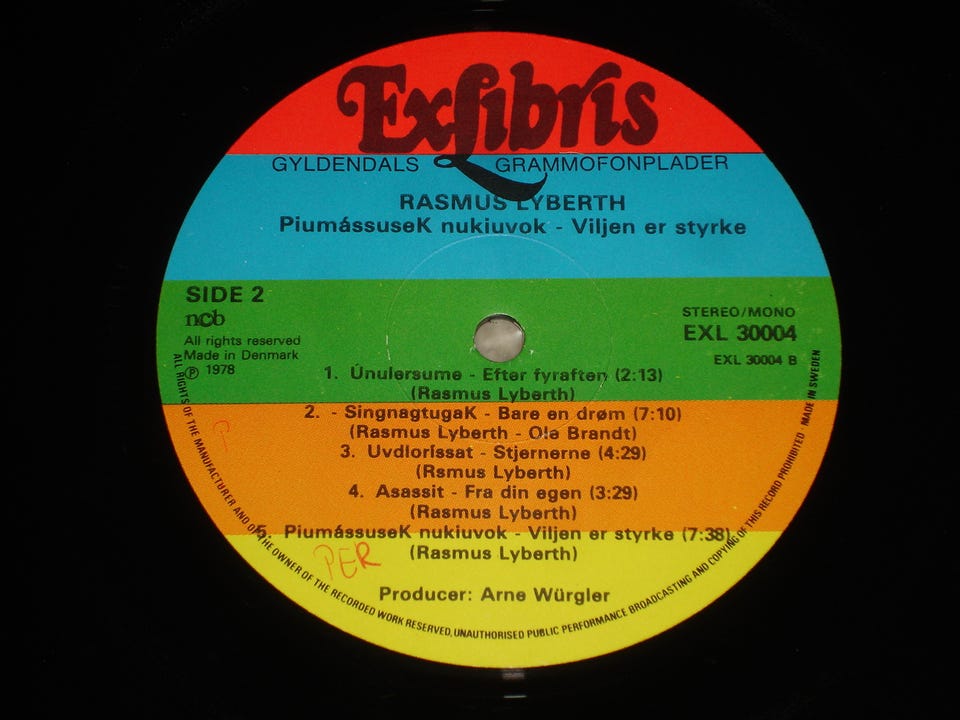 Exlibris
GYLDENDALS GRAMMOFONPLADER
RASMUS LYBERTH
PiumássuseK nukiuvok - Viljen er styrke
SIDE 2
ncb
All rights reserved
Made in Denmark
Ⓟ 1978
STEREO/MONO
EXL 30004
EXL 30004 B
1. Únulersume - Efter fyraften (2:13)
(Rasmus Lyberth)
2. - SingnagtugaK - Bare en drøm (7:10)
(Rasmus Lyberth - Ole Brandt)
3. Uvdloríssat - Stjernerne (4:29)
(Rsmus Lyberth)
4. Asassit - Fra din egen (3:29)
(Rasmus Lyberth)
5. PiumássuseK nukiuvok - Viljen er styrke (7:38)
(Rasmus Lyberth)
PER
Producer: Arne Würgler
ALL RIGHTS OF THE MANUFACTURER AND OF THE OWNER OF THE RECORDED WORK RESERVED, UNAUTHORISED PUBLIC PERFORMANCE BROADCASTING AND COPYING OF THIS RECORD PROHIBITED - MADE IN SWEDEN